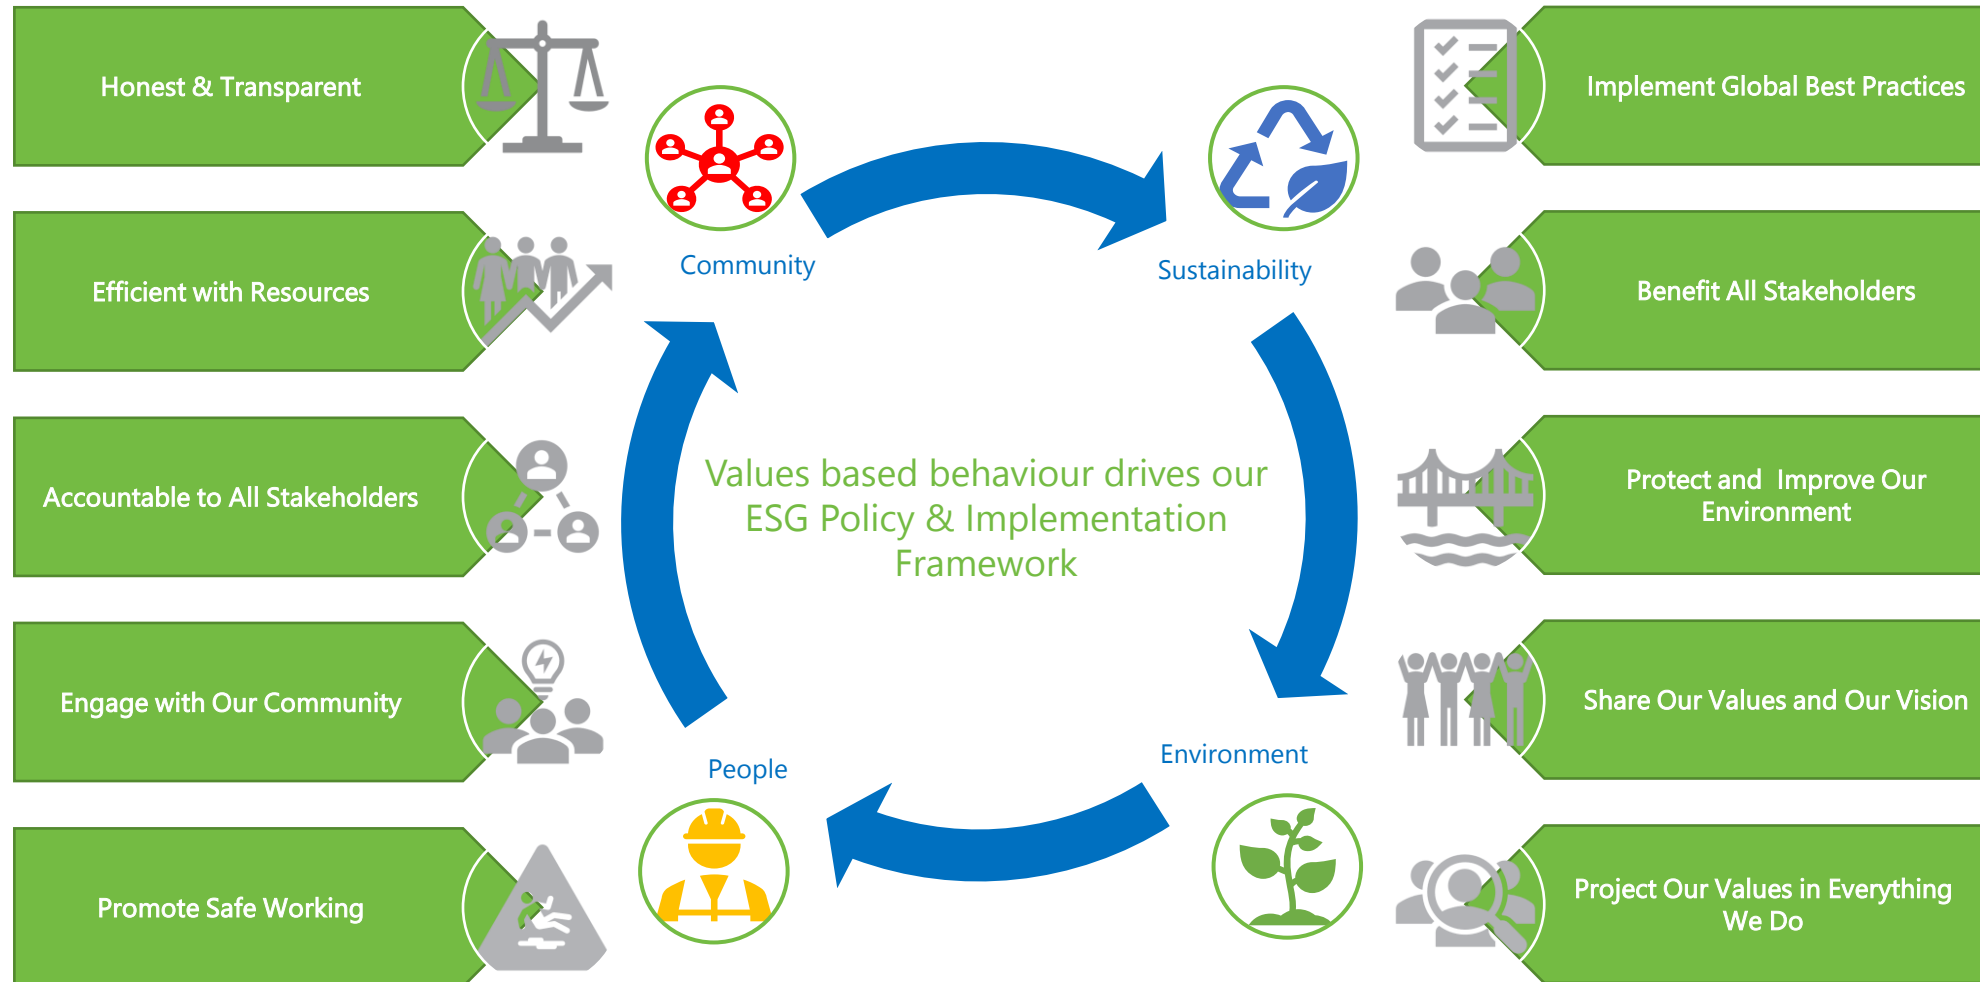 Honest & Transparent
Efficient with Resources
Accountable to All Stakeholders
Engage with Our Community
Promote Safe Working
Community
Sustainability
Values based behaviour drives our
ESG Policy & Implementation
Framework
People
Environment
Implement Global Best Practices
Benefit All Stakeholders
Protect and Improve Our
Environment
Share Our Values and Our Vision
Project Our Values in Everything
We Do